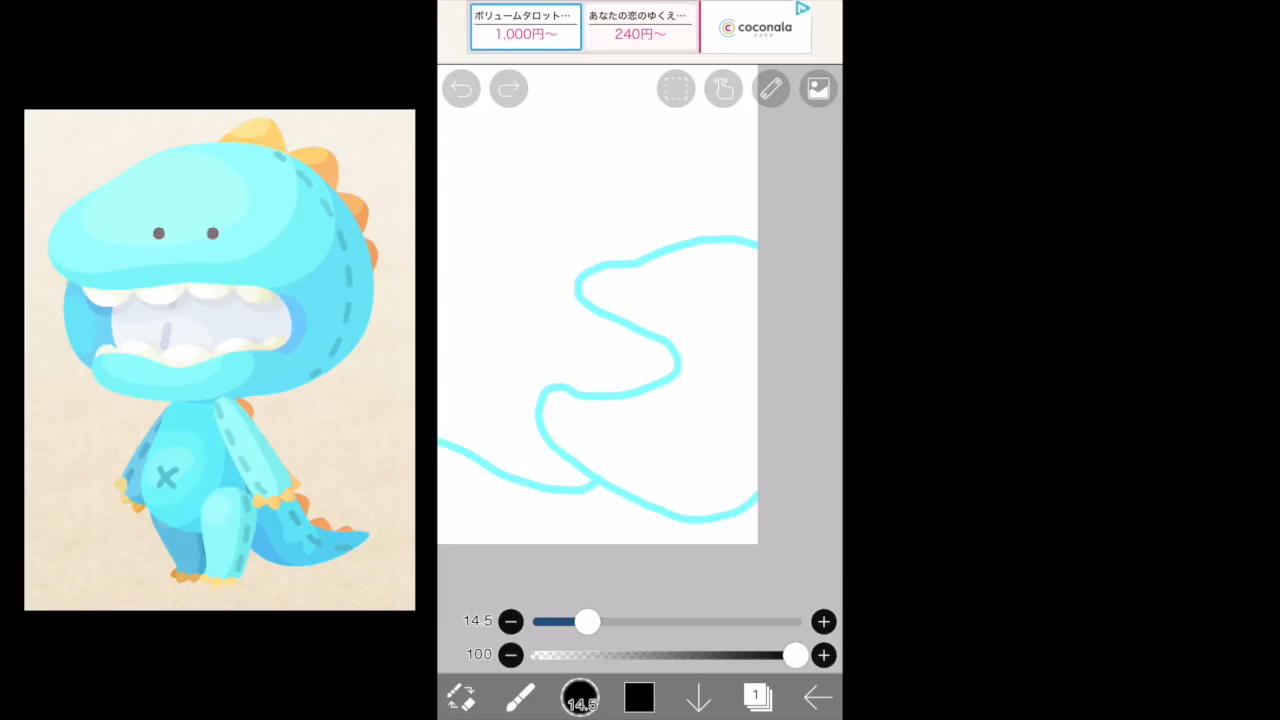 ボリュームタロット…
1,000円～
あなたの恋のゆくえ…
240円～
coconala
14.5
100
14.5
1